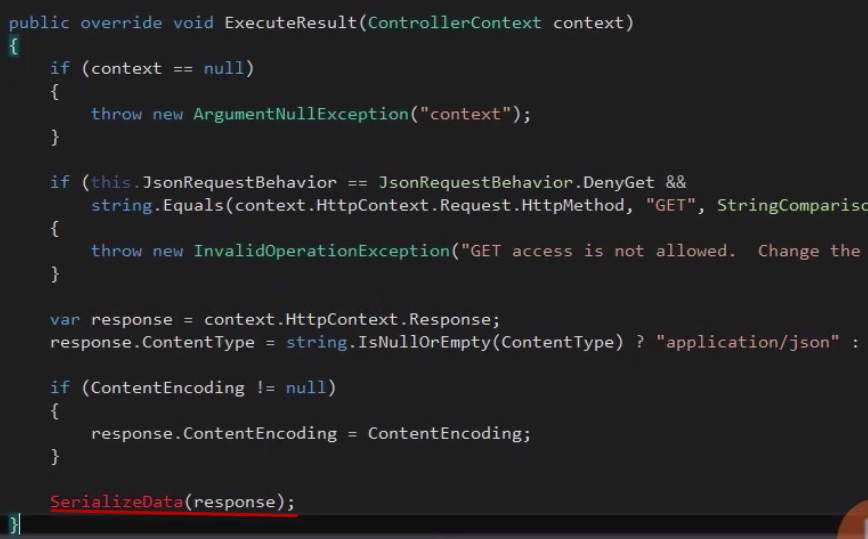 public override void ExecuteResult(ControllerContext context)
{
if (context == null)
{
throw new ArgumentNullException("context");
}
if (this.JsonRequestBehavior == JsonRequestBehavior.DenyGet &&
string.Equals(context.HttpContext.Request.HttpMethod, "GET", StringComparis
{
throw new InvalidOperationException("GET access is not allowed.  Change the
}
var response = context.HttpContext.Response;
response.ContentType = string.IsNullOrEmpty(ContentType) ? "application/json" :
if (ContentEncoding != null)
{
response.ContentEncoding = ContentEncoding;
}
SerializeData(response);
}